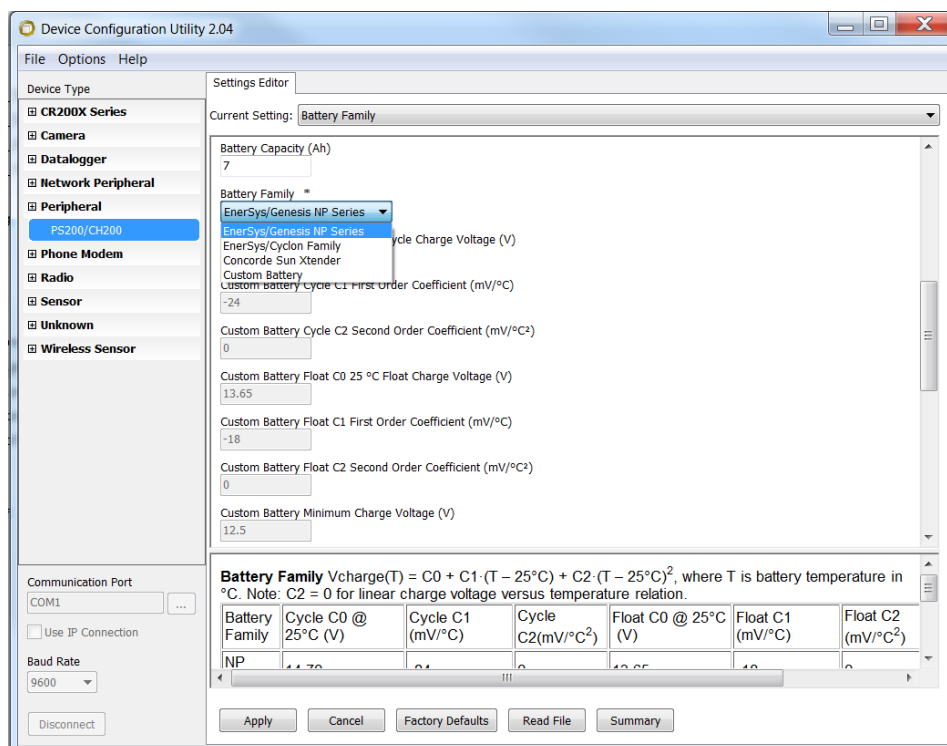 Device Configuration Utility 2.04
File Options Help
Device Type
CR200X Series
Camera
Datalogger
Network Peripheral
Peripheral
PS200/CH200
Phone Modem
Radio
Sensor
Unknown
Wireless Sensor
Communication Port
COM1
...
Use IP Connection
Baud Rate
9600
Disconnect
Settings Editor
Current Setting: Battery Family
Battery Capacity (Ah)
7
Battery Family *
EnerSys/Genesis NP Series
EnerSys/Genesis NP Series
EnerSys/Cyclon Family
Concorde Sun Xtender
Custom Battery
ycle Charge Voltage (V)
Custom Battery Cycle C1 First Order Coefficient (mV/°C)
-24
Custom Battery Cycle C2 Second Order Coefficient (mV/°C²)
0
Custom Battery Float C0 25 °C Float Charge Voltage (V)
13.65
Custom Battery Float C1 First Order Coefficient (mV/°C)
-18
Custom Battery Float C2 Second Order Coefficient (mV/°C²)
0
Custom Battery Minimum Charge Voltage (V)
12.5
Battery Family Vcharge(T) = C0 + C1·(T – 25°C) + C2·(T – 25°C)², where T is battery temperature in
°C. Note: C2 = 0 for linear charge voltage versus temperature relation.
Battery Family Cycle C0 @ 25°C (V) Cycle C1 (mV/°C) Cycle C2(mV/°C²) Float C0 @ 25°C (V) Float C1 (mV/°C) Float C2 (mV/°C²)
NP
Apply Cancel Factory Defaults Read File Summary